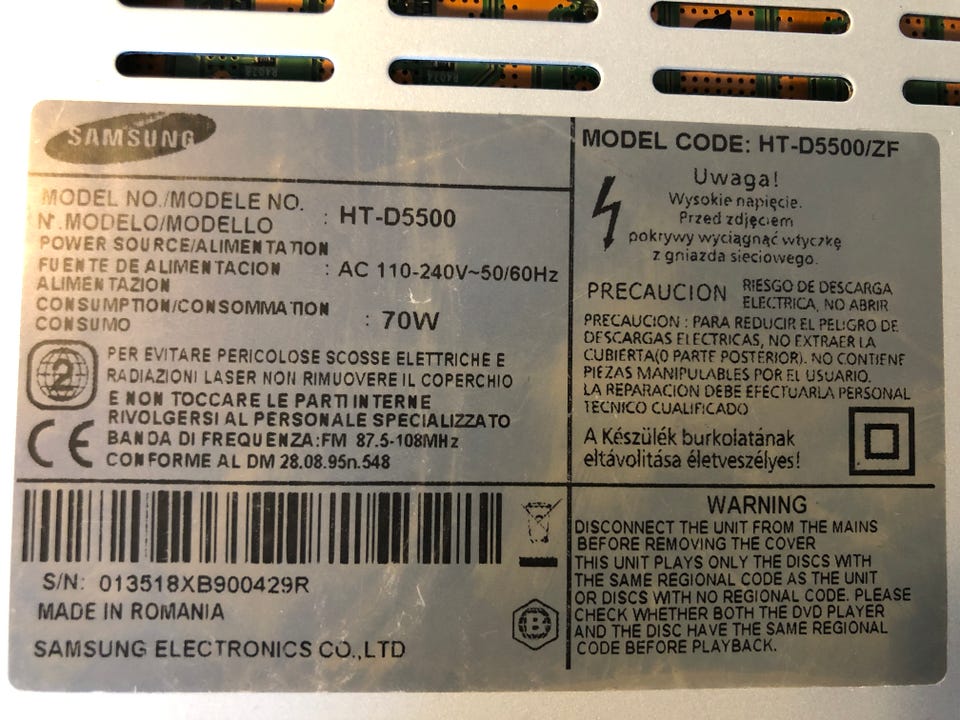 R4078
R4074
SAMSUNG
MODEL NO./MODELE NO.
N°.MODELO/MODELLO
: HT-D5500
POWER SOURCE/ALIMENTATION
FUENTE DE ALIMENTACION
ALIMENTAZION
: AC 110-240V~50/60Hz
CONSUMPTION/CONSOMMATION
CONSUMO
: 70W
2
PER EVITARE PERICOLOSE SCOSSE ELETTRICHE E
RADIAZIONI LASER NON RIMUOVERE IL COPERCHIO
E NON TOCCARE LE PARTI INTERNE
RIVOLGERSI AL PERSONALE SPECIALIZZATO
BANDA DI FREQUENZA:FM 87.5-108MHz
CONFORME AL DM 28.08.95n.548
CE
S/N: 013518XB900429R
MADE IN ROMANIA
SAMSUNG ELECTRONICS CO.,LTD
B
MODEL CODE: HT-D5500/ZF
Uwaga!
Wysokie napięcie.
Przed zdjęciem
pokrywy wyciągnąć wtyczkę
z gniazda sieciowego.
PRECAUCION
RIESGO DE DESCARGA
ELECTRICA, NO ABRIR
PRECAUCION : PARA REDUCIR EL PELIGRO DE
DESCARGAS ELECTRICAS, NO EXTRAER LA
CUBIERTA(O PARTE POSTERIOR). NO CONTIENE
PIEZAS MANIPULABLES POR EL USUARIO.
LA REPARACION DEBE EFECTUARLA PERSONAL
TECNICO CUALIFICADO
A Készülék burkolatának
eltávolitása életveszélyes!
WARNING
DISCONNECT THE UNIT FROM THE MAINS
BEFORE REMOVING THE COVER
THIS UNIT PLAYS ONLY THE DISCS WITH
THE SAME REGIONAL CODE AS THE UNIT
OR DISCS WITH NO REGIONAL CODE. PLEASE
CHECK WHETHER BOTH THE DVD PLAYER
AND THE DISC HAVE THE SAME REGIONAL
CODE BEFORE PLAYBACK.